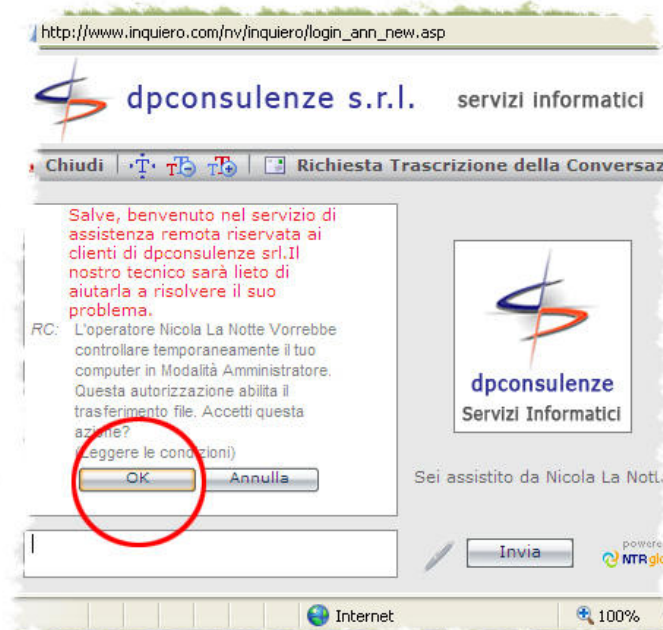 http://www.inquiero.com/nv/inquiero/login_ann_new.asp
dpconsulenze s.r.l. servizi informatici
Chiudi T T T Richiesta Trascrizione della Conversaz
Salve, benvenuto nel servizio di
assistenza remota riservata ai
clienti di dpconsulenze srl.Il
nostro tecnico sarà lieto di
aiutarla a risolvere il suo
problema.
RC: L'operatore Nicola La Notte Vorrebbe
controllare temporaneamente il tuo
computer in Modalità Amministratore.
Questa autorizzazione abilita il
trasferimento file. Accetti questa
azione?
(Leggere le condizioni)
OK Annulla
dpconsulenze
Servizi Informatici
Sei assistito da Nicola La Nott
Invia
powere
NTRglo
Internet 100%